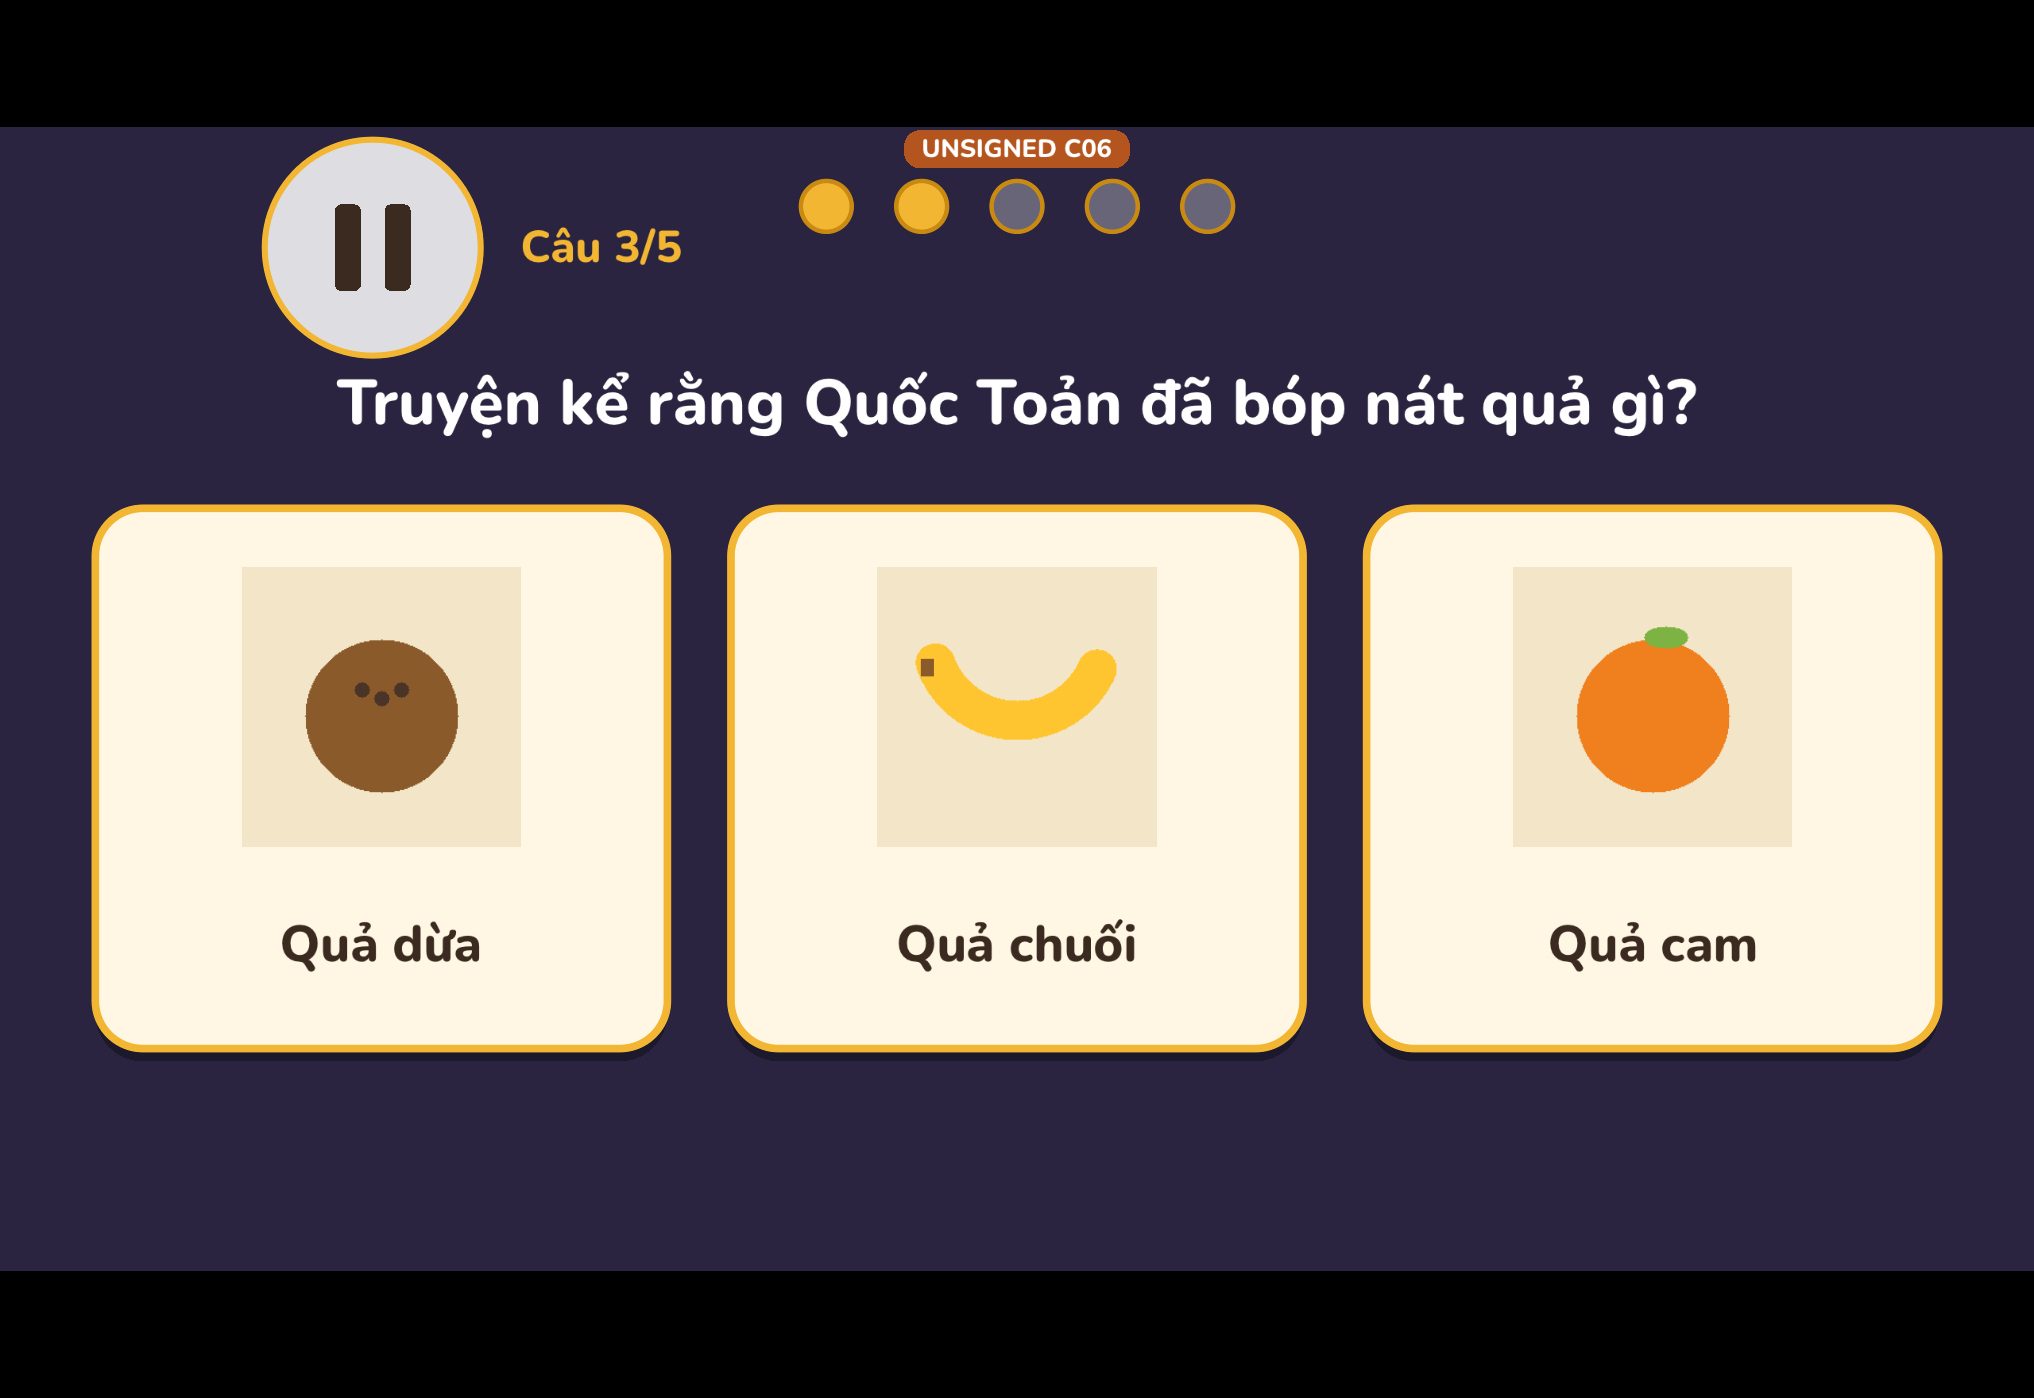 UNSIGNED C06
Câu 3/5
Truyện kể rằng Quốc Toản đã bóp nát quả gì?
Quả dừa
Quả chuối
Quả cam